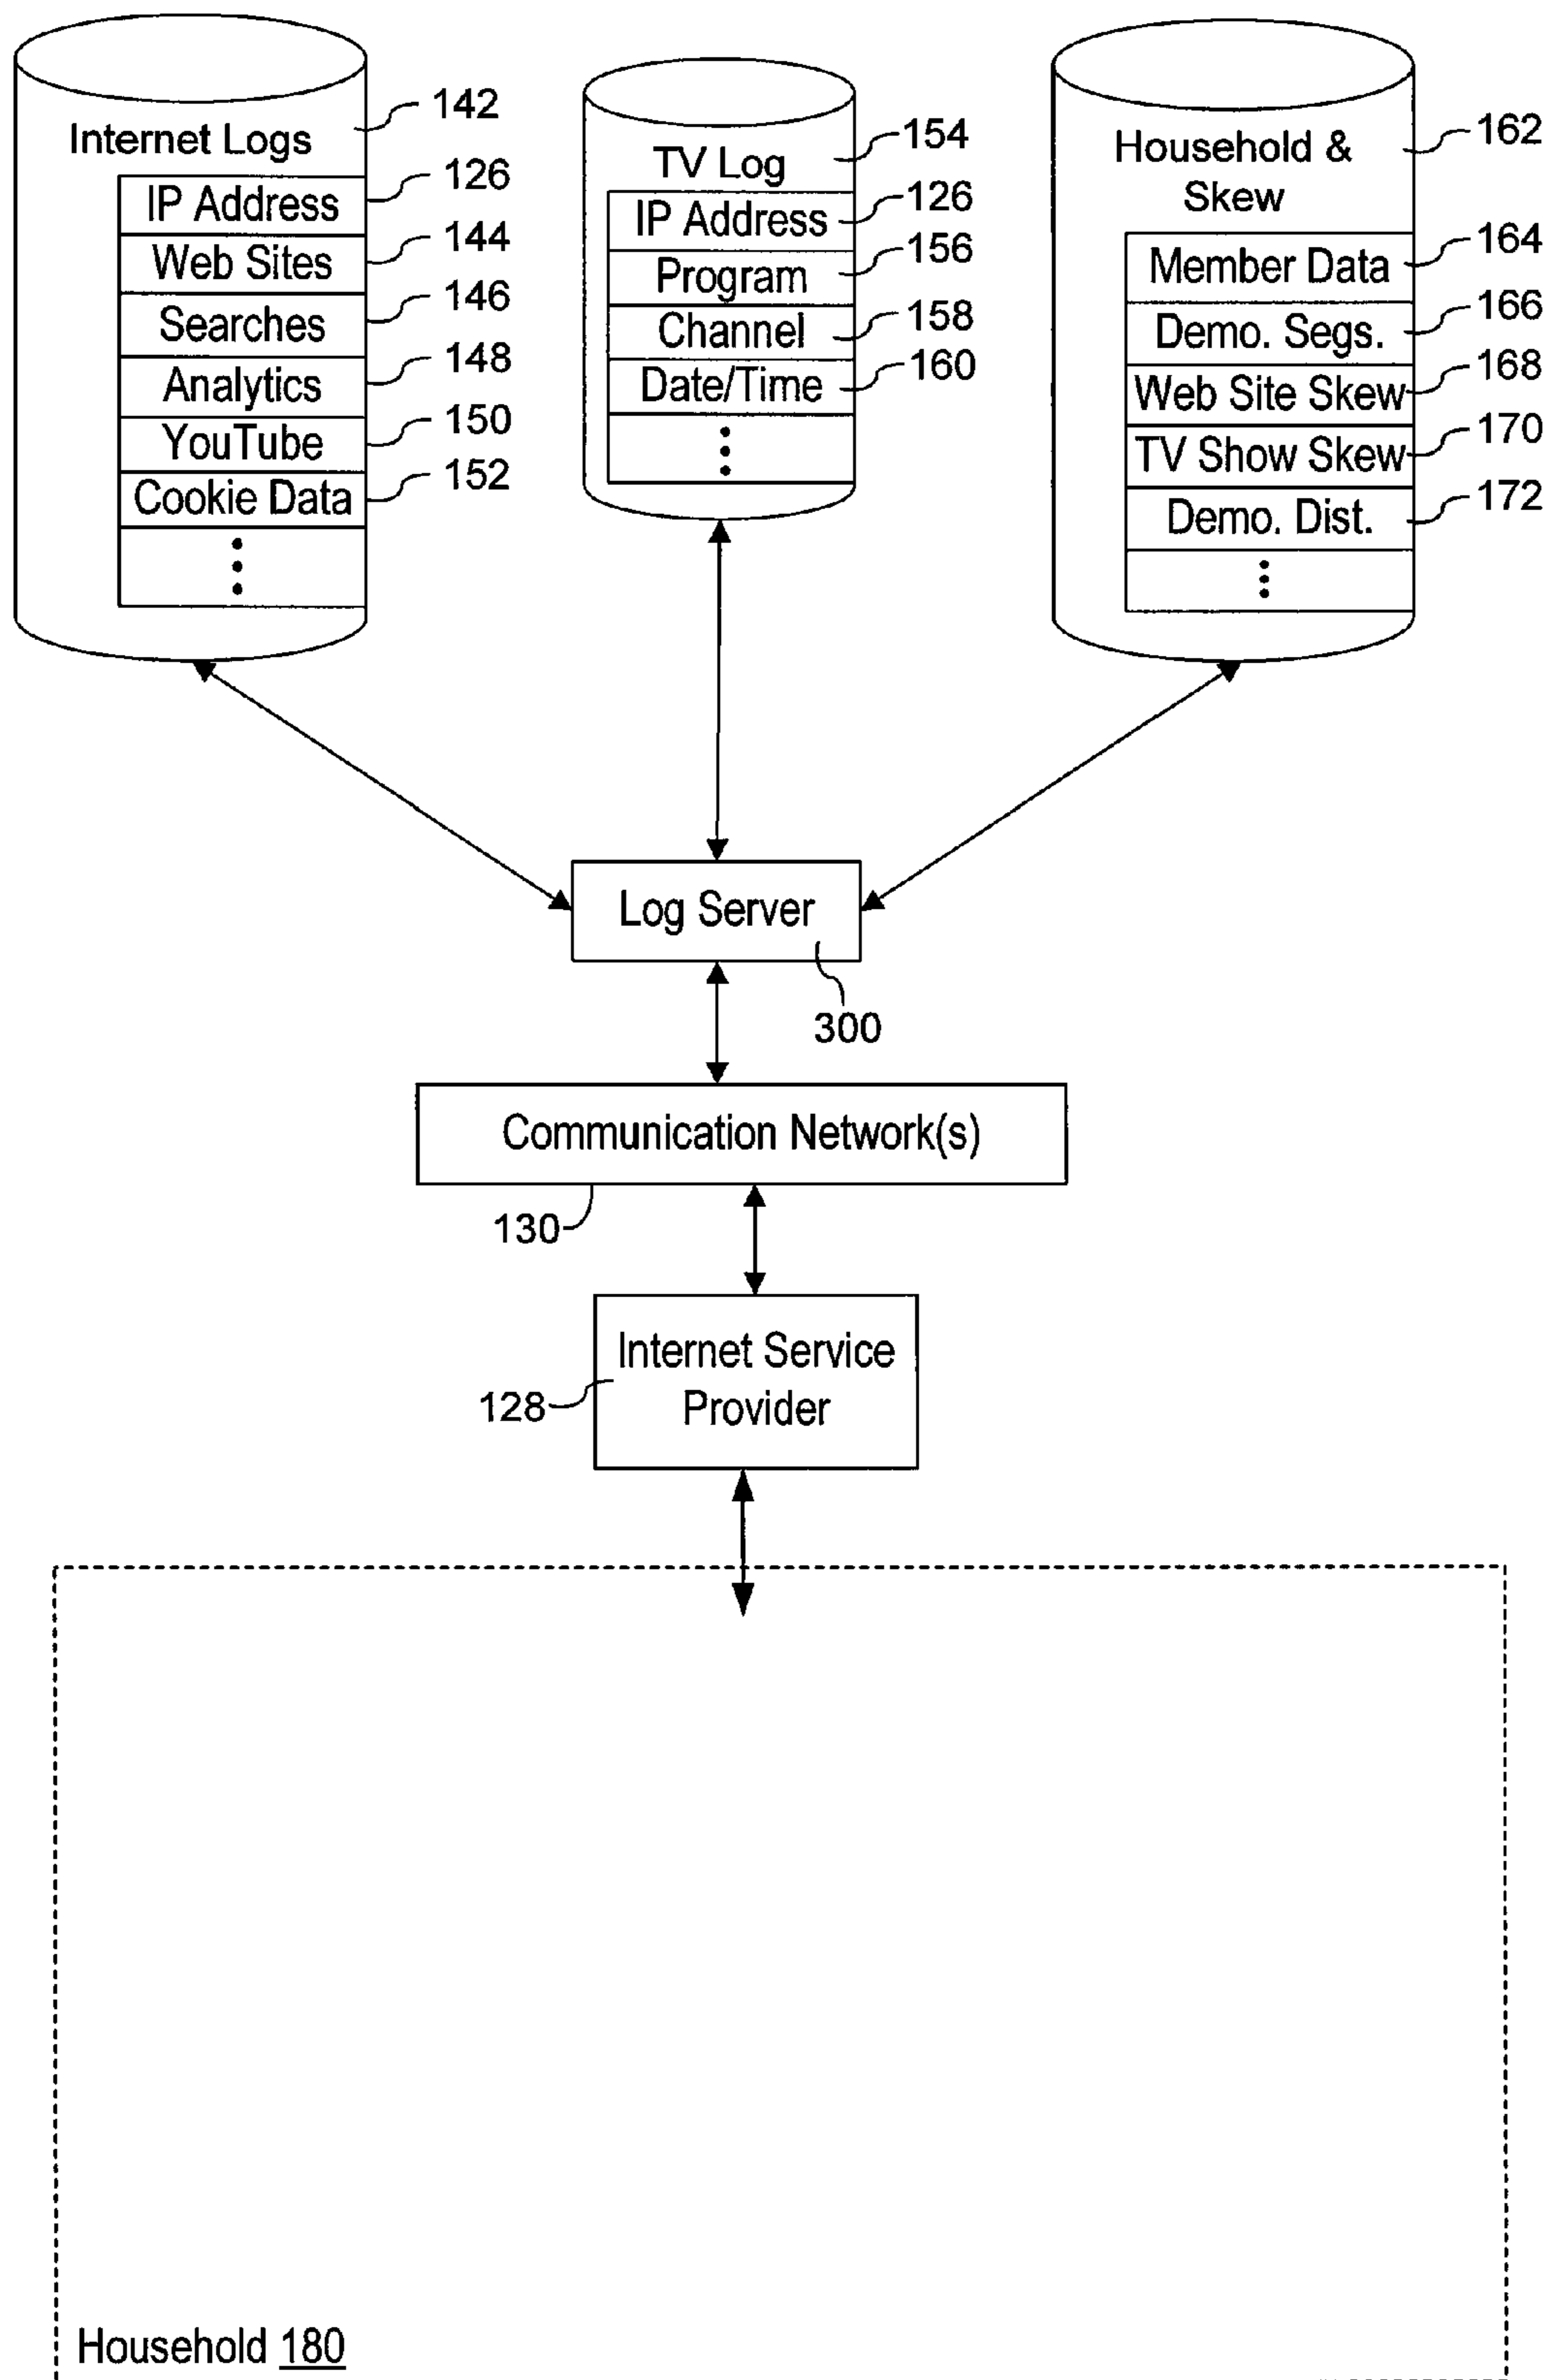 Internet Logs
142
IP Address
126
Web Sites
144
Searches
146
Analytics
148
YouTube
150
Cookie Data
152
TV Log
154
IP Address
126
Program
156
Channel
158
Date/Time
160
Household &
Skew
162
Member Data
164
Demo. Segs.
166
Web Site Skew
168
TV Show Skew
170
Demo. Dist.
172
Log Server
300
Communication Network(s)
130
Internet Service
Provider
128
Household 180